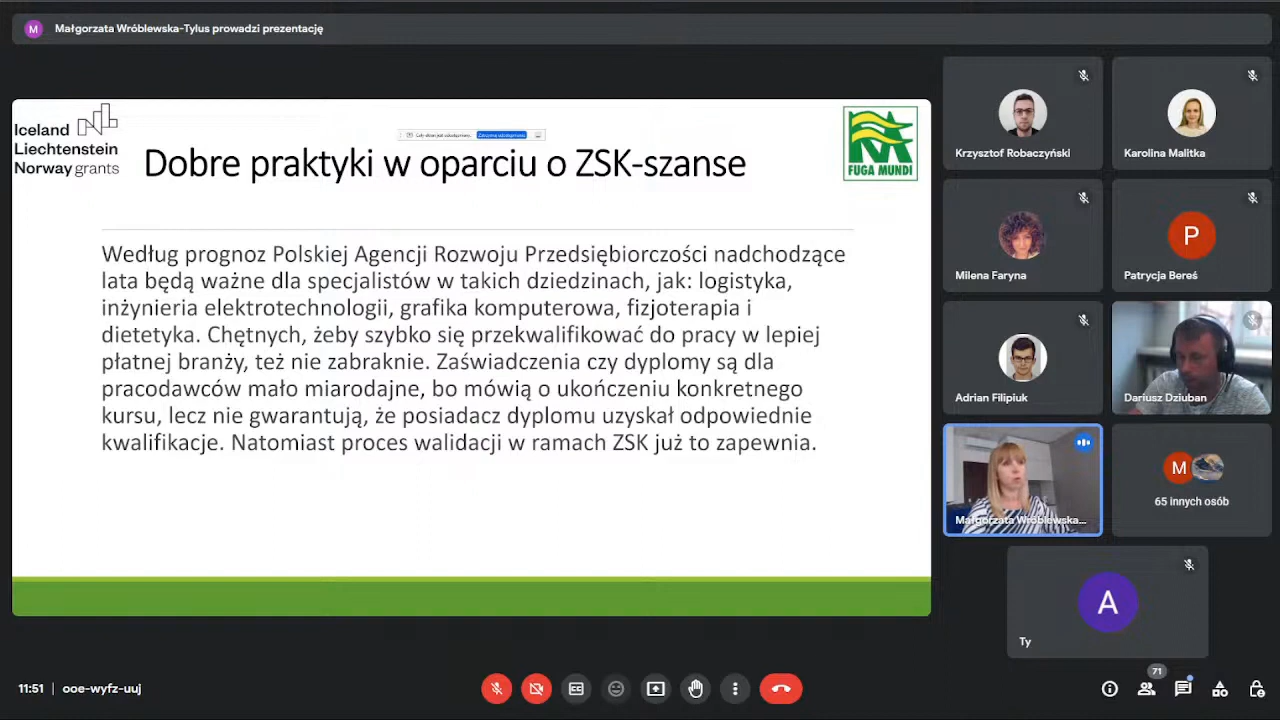 M Małgorzata Wróblewska-Tylus prowadzi prezentację
Iceland
Liechtenstein
Norway grants
Dobre praktyki w oparciu o ZSK-szanse
FUGA MUNDI
Według prognoz Polskiej Agencji Rozwoju Przedsiębiorczości nadchodzące
lata będą ważne dla specjalistów w takich dziedzinach, jak: logistyka,
inżynieria elektrotechnologii, grafika komputerowa, fizjoterapia i
dietetyka. Chętnych, żeby szybko się przekwalifikować do pracy w lepiej
płatnej branży, też nie zabraknie. Zaświadczenia czy dyplomy są dla
pracodawców mało miarodajne, bo mówią o ukończeniu konkretnego
kursu, lecz nie gwarantują, że posiadacz dyplomu uzyskał odpowiednie
kwalifikacje. Natomiast proces walidacji w ramach ZSK już to zapewnia.
Krzysztof Robaczyński
Karolina Malitka
Milena Faryna
P
Patrycja Bereś
Adrian Filipiuk
Dariusz Dziuban
Małgorzata Wróblewska...
M
65 innych osób
A
Ty
11:51 | ooe-wyfz-uuj
71